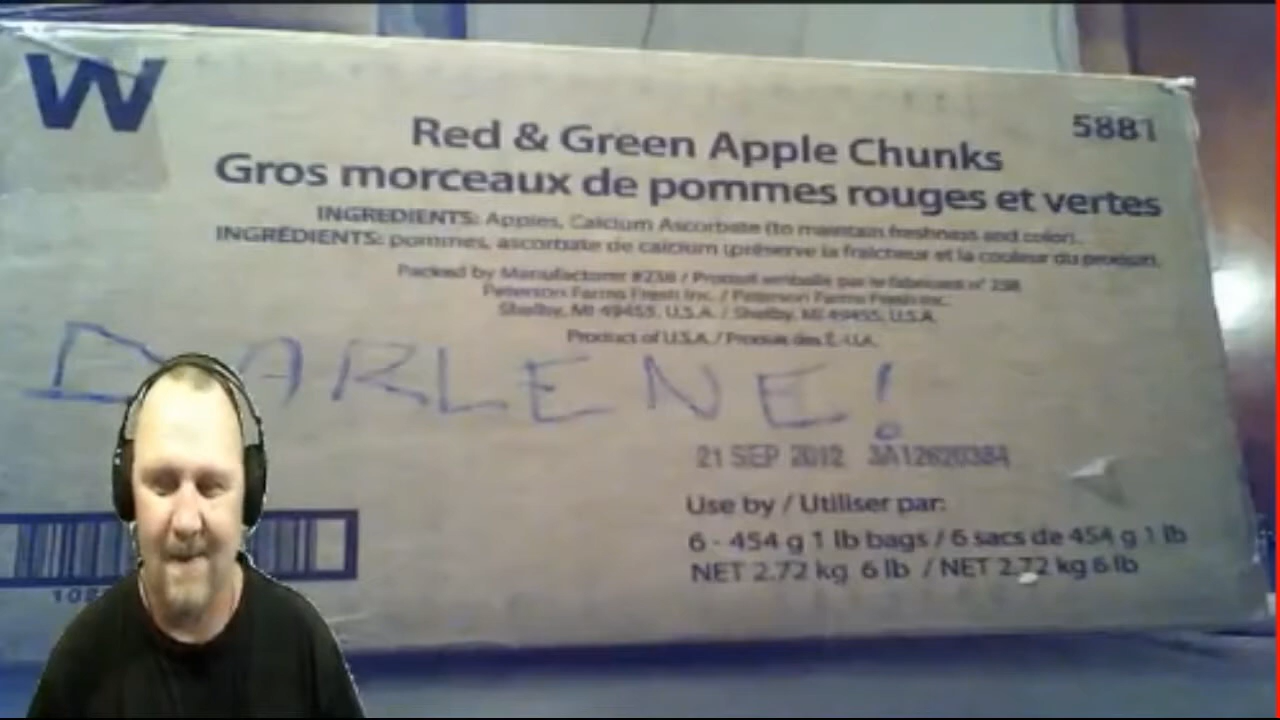 W
5881
Red & Green Apple Chunks
Gros morceaux de pommes rouges et vertes
INGREDIENTS: Apples, Calcium Ascorbate (to maintain freshness and color).
INGRÉDIENTS: pommes, ascorbate de calcium (préserve la fraîcheur et la couleur du produit).
Packed by Manufacturer #238 / Produit emballé par le fabricant n° 238
Peterson Farms Fresh Inc. / Peterson Farms Fresh Inc.
Shelby, MI 49455, U.S.A. / Shelby, MI 49455, U.S.A.
Product of U.S.A. / Produit des É.-U.A.
DARLENE!
21 SEP 2012 3A12620384
Use by / Utiliser par:
6 - 454 g 1 lb bags / 6 sacs de 454 g 1 lb
NET 2.72 kg 6 lb / NET 2.72 kg 6 lb